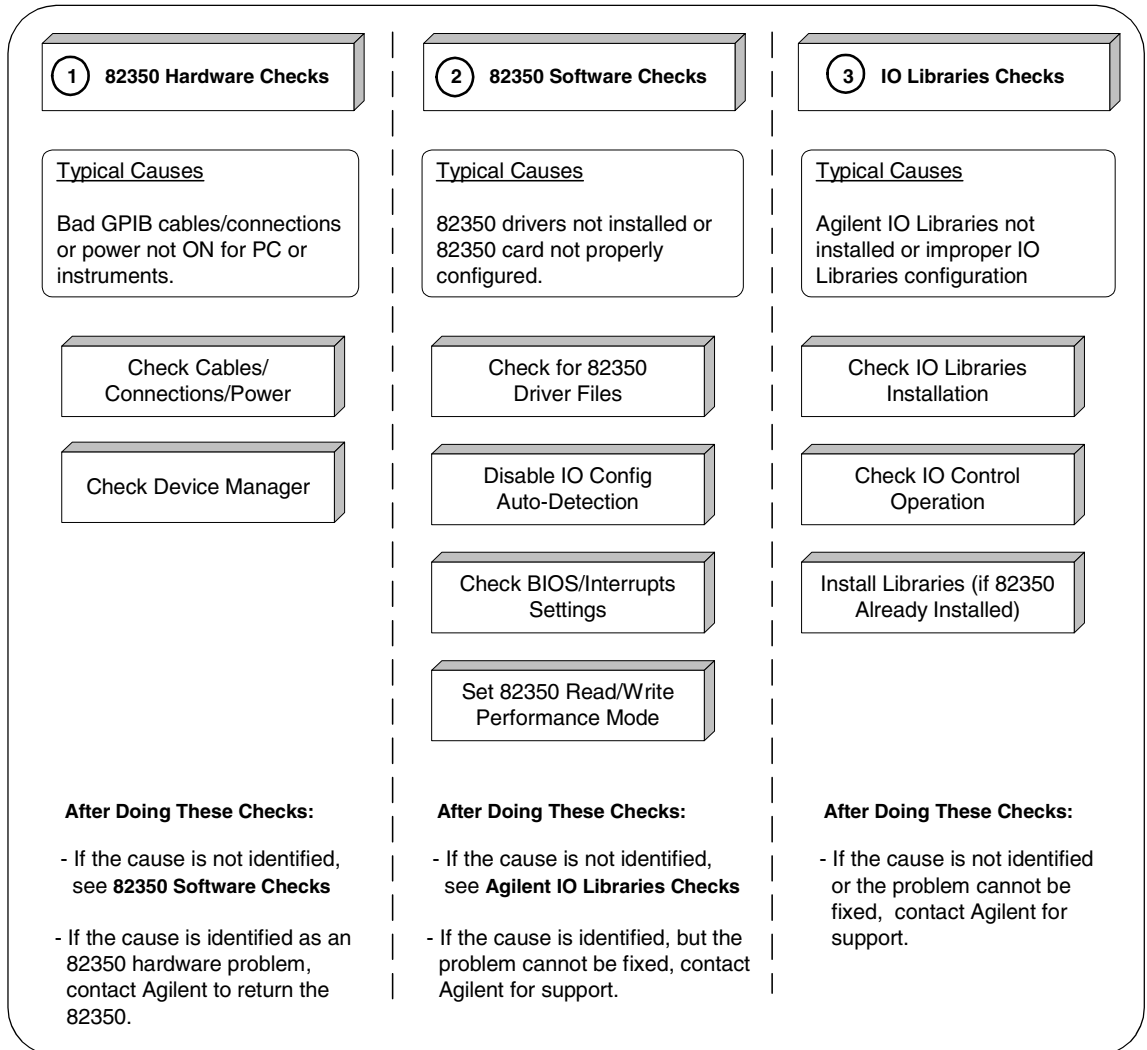 1 82350 Hardware Checks
Typical Causes
Bad GPIB cables/connections
or power not ON for PC or
instruments.
Check Cables/
Connections/Power
Check Device Manager
After Doing These Checks:
- If the cause is not identified,
see 82350 Software Checks
- If the cause is identified as an
82350 hardware problem,
contact Agilent to return the
82350.
2 82350 Software Checks
Typical Causes
82350 drivers not installed or
82350 card not properly
configured.
Check for 82350
Driver Files
Disable IO Config
Auto-Detection
Check BIOS/Interrupts
Settings
Set 82350 Read/Write
Performance Mode
After Doing These Checks:
- If the cause is not identified,
see Agilent IO Libraries Checks
- If the cause is identified, but the
problem cannot be fixed, contact
Agilent for support.
3 IO Libraries Checks
Typical Causes
Agilent IO Libraries not
installed or improper IO
Libraries configuration
Check IO Libraries
Installation
Check IO Control
Operation
Install Libraries (if 82350
Already Installed)
After Doing These Checks:
- If the cause is not identified
or the problem cannot be
fixed, contact Agilent for
support.